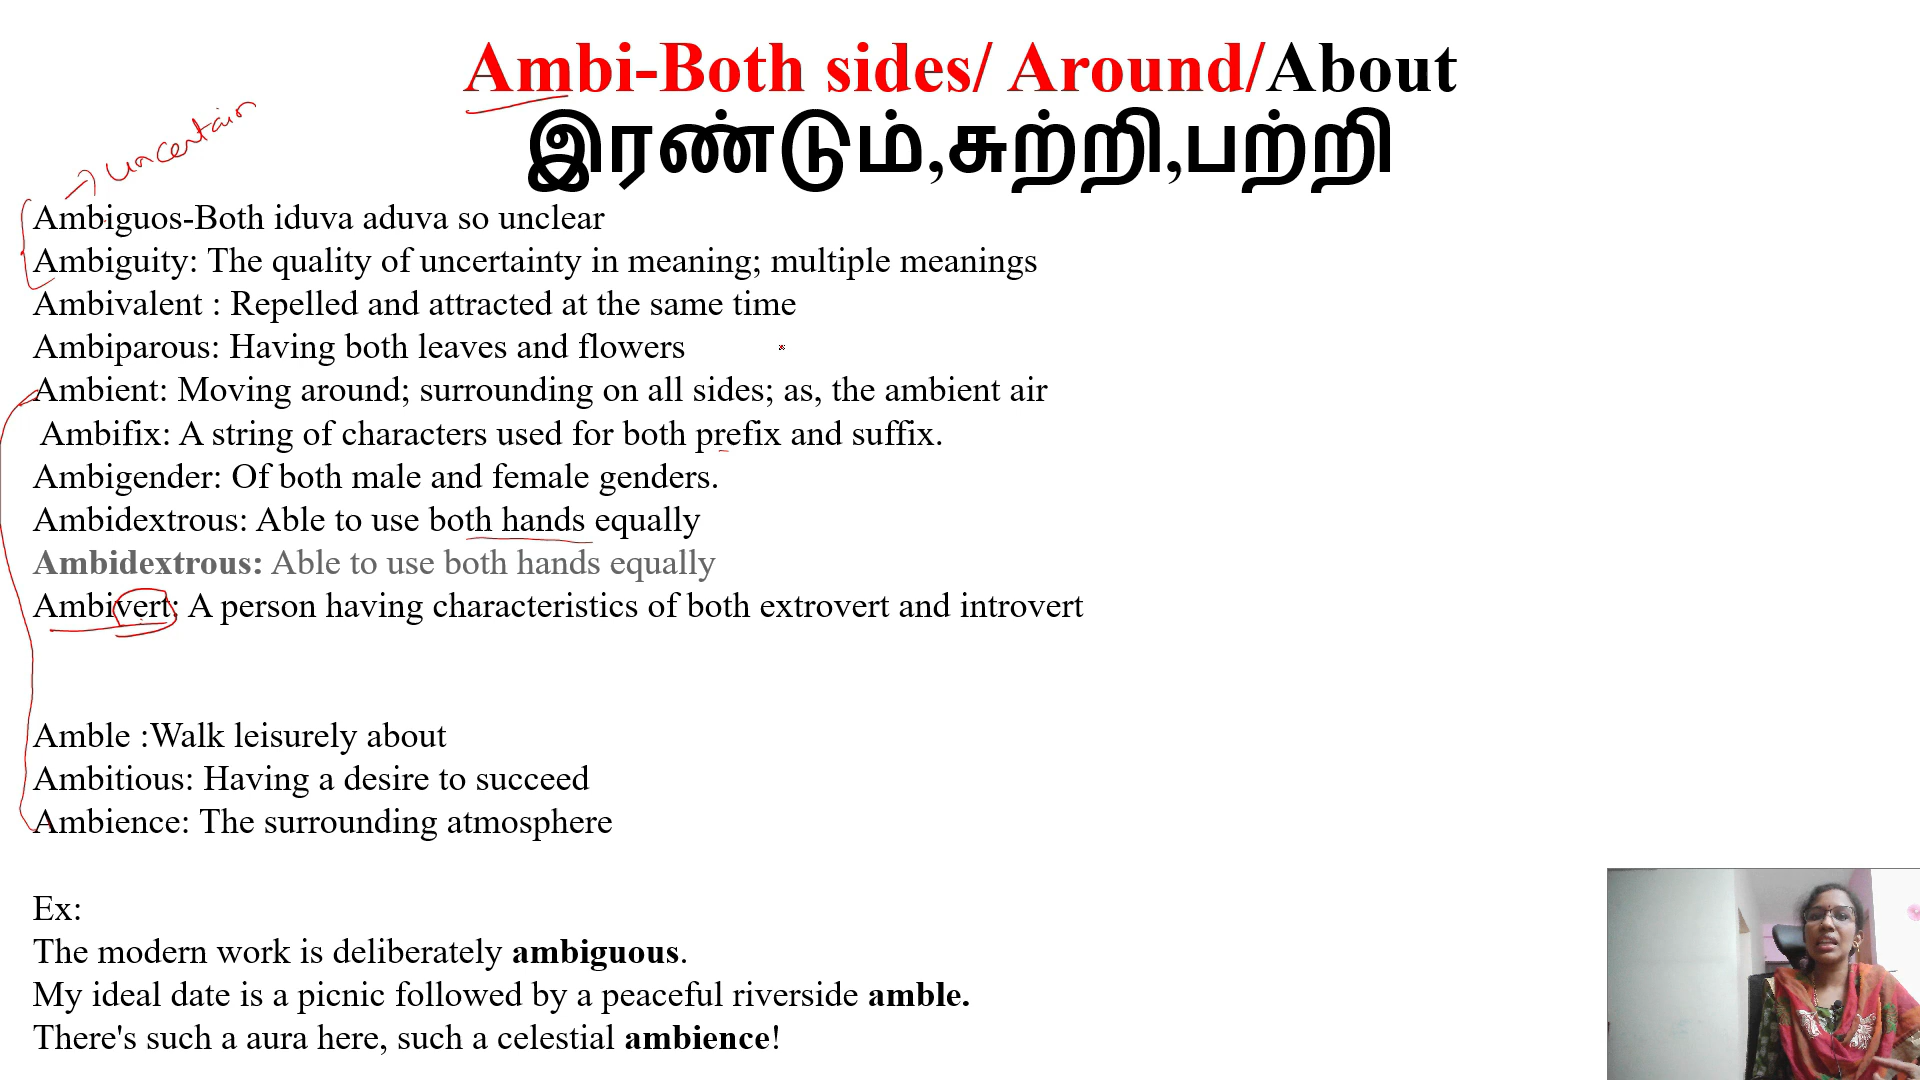 Ambi-Both sides/ Around/About
இரண்டும்,சுற்றி,பற்றி
→ uncertain
Ambiguos-Both iduva aduva so unclear
Ambiguity: The quality of uncertainty in meaning; multiple meanings
Ambivalent : Repelled and attracted at the same time
Ambiparous: Having both leaves and flowers
Ambient: Moving around; surrounding on all sides; as, the ambient air
Ambifix: A string of characters used for both prefix and suffix.
Ambigender: Of both male and female genders.
Ambidextrous: Able to use both hands equally
Ambidextrous: Able to use both hands equally
Ambivert: A person having characteristics of both extrovert and introvert
Amble :Walk leisurely about
Ambitious: Having a desire to succeed
Ambience: The surrounding atmosphere
Ex:
The modern work is deliberately ambiguous.
My ideal date is a picnic followed by a peaceful riverside amble.
There's such a aura here, such a celestial ambience!